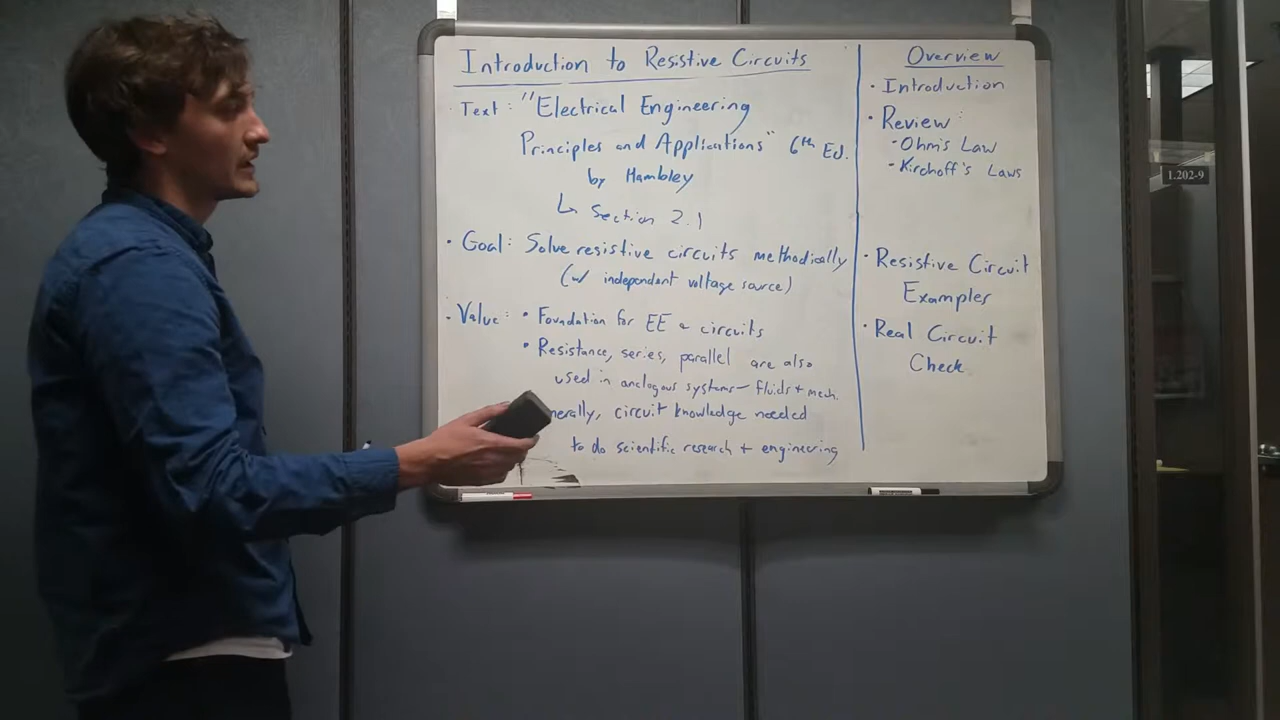 Introduction to Resistive Circuits
· Text: "Electrical Engineering
Principles and Applications" 6th Ed.
by Hambley
↳ Section 2.1
· Goal: Solve resistive circuits methodically
(w/ independent voltage source)
· Value: • Foundation for EE & circuits
• Resistance, series, parallel are also
used in analogous systems - fluids + mech.
nerally, circuit knowledge needed
to do scientific research + engineering
Overview
· Introduction
· Review:
· Ohm's Law
· Kirchoff's Laws
· Resistive Circuit
Examples
· Real Circuit
Check
1.202-9